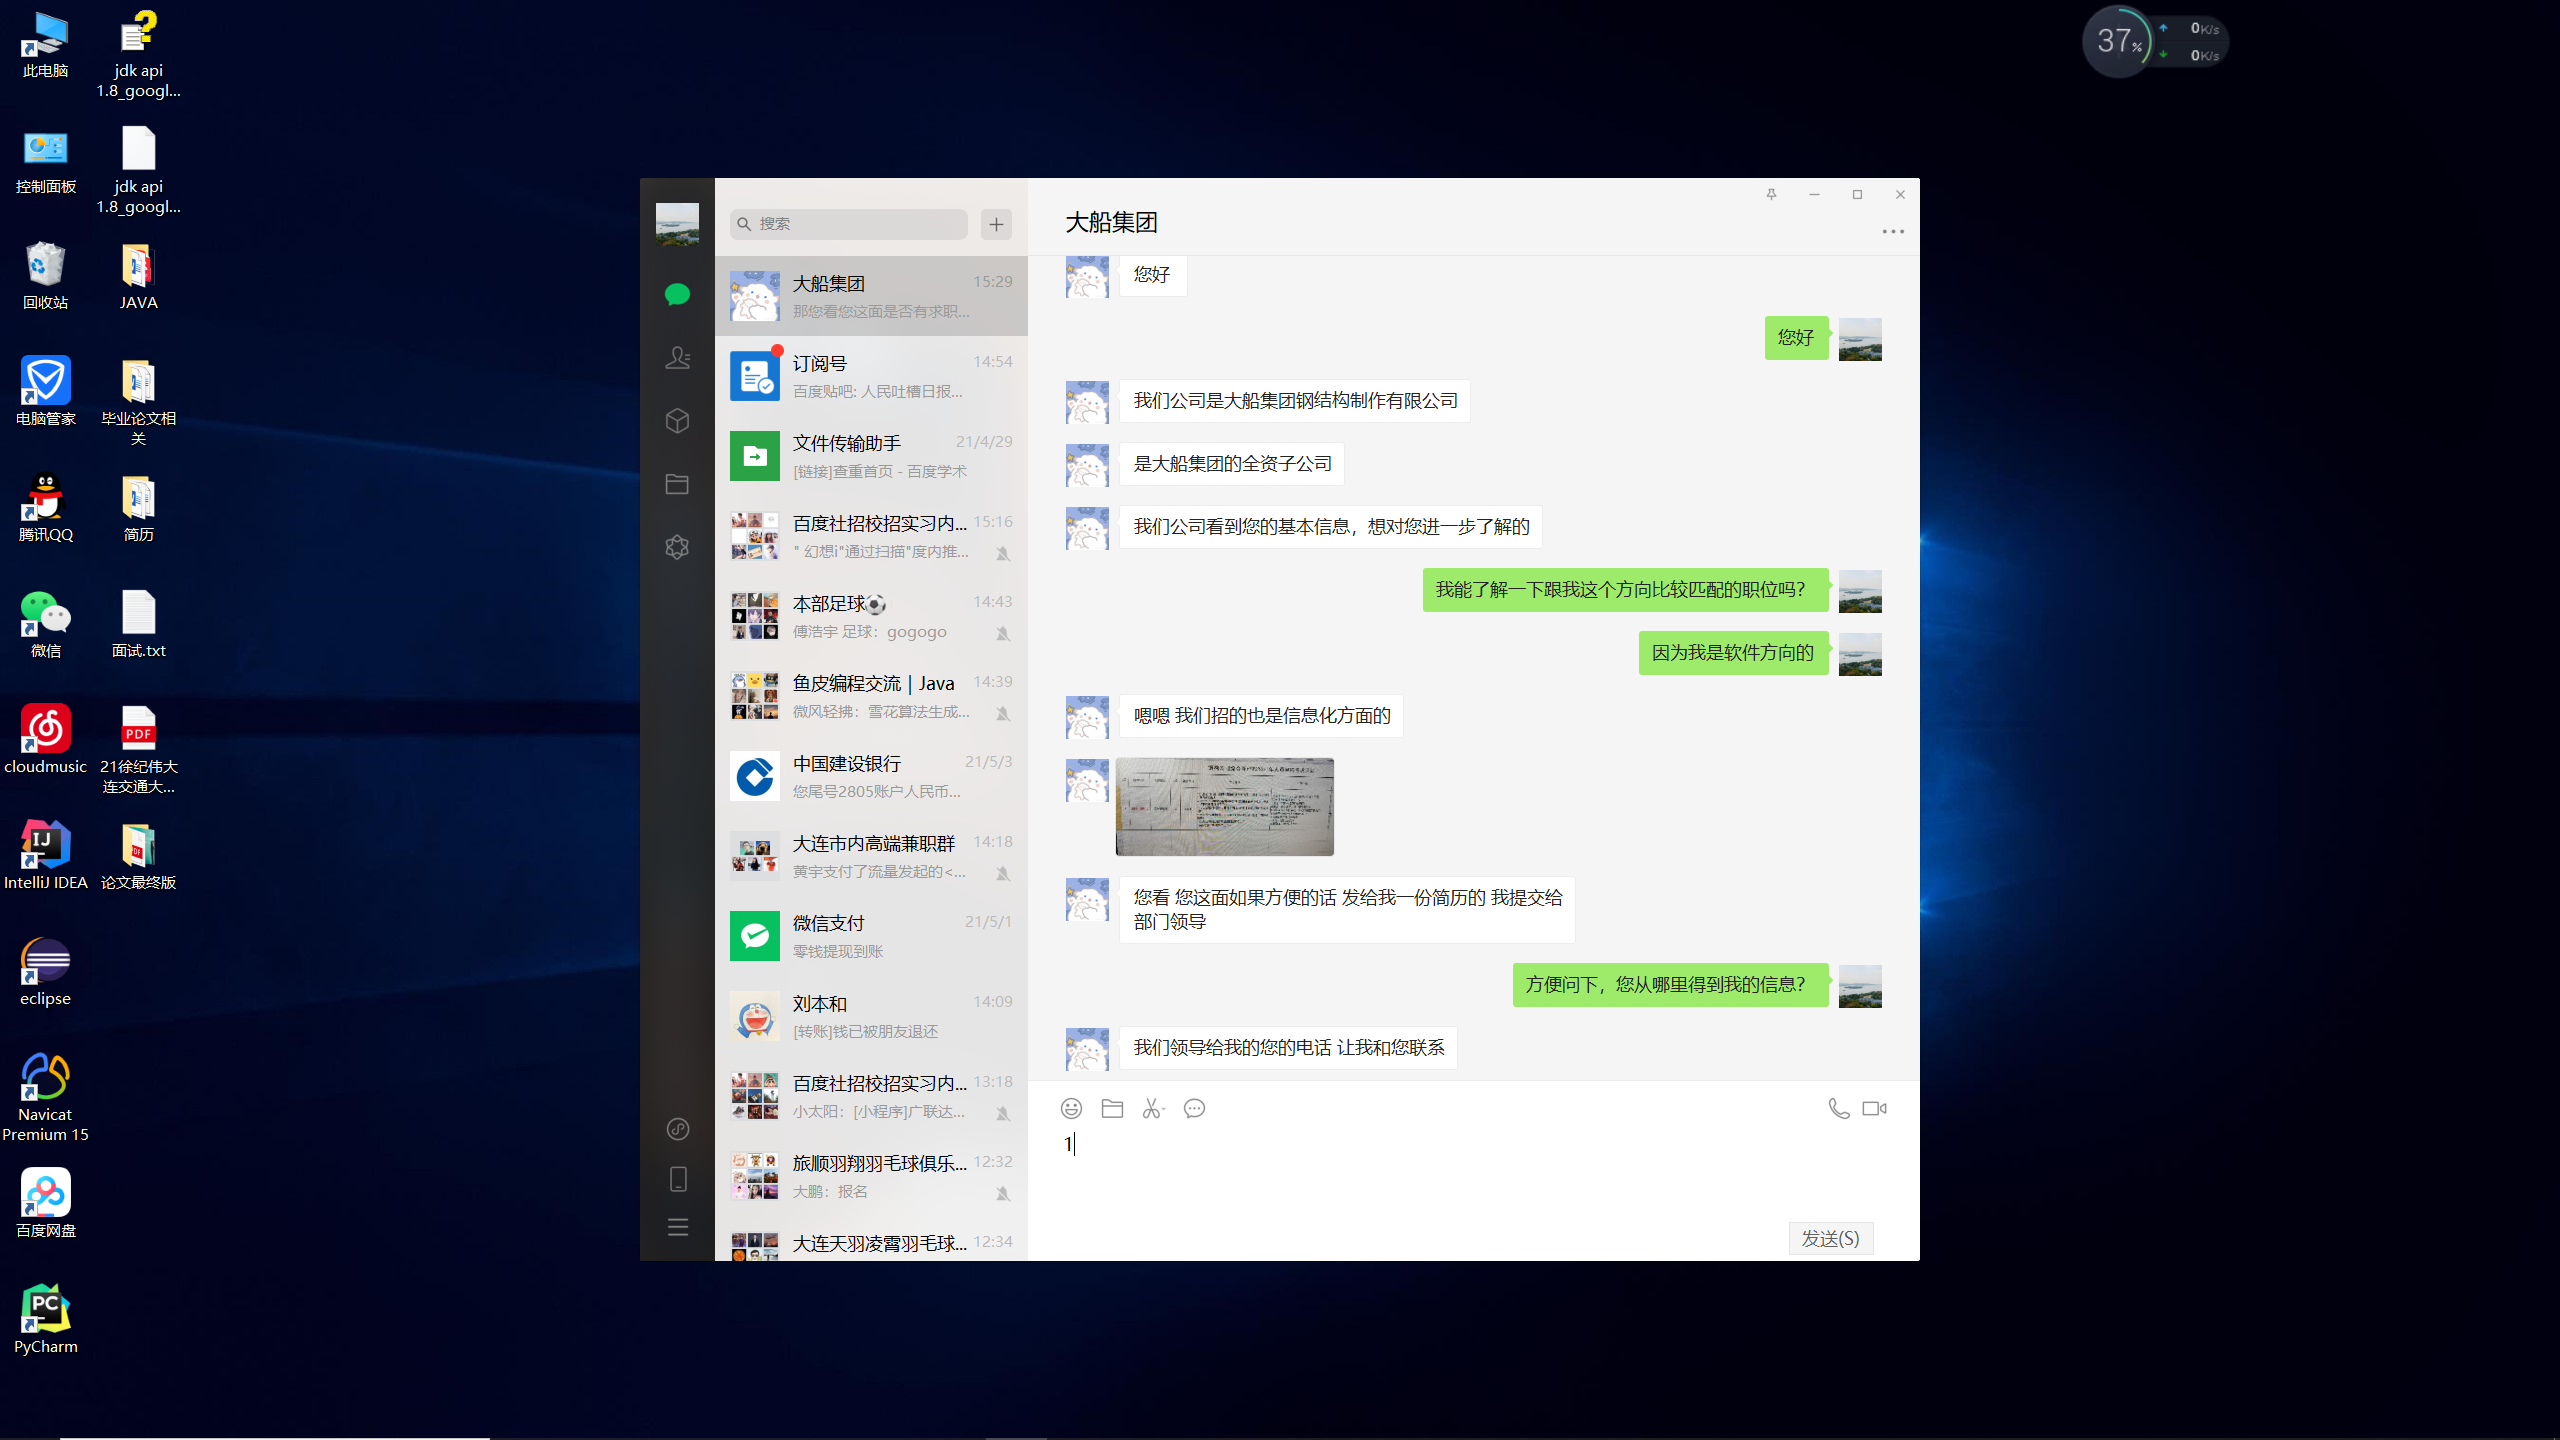 此电脑
jdk api
1.8_googl...
控制面板
jdk api
1.8_googl...
回收站
JAVA
电脑管家
毕业论文相
关
腾讯QQ
简历
微信
面试.txt
cloudmusic
PDF
21徐纪伟大
连交通大...
IJ
IntelliJ IDEA
论文最终版
eclipse
Navicat
Premium 15
百度网盘
PC
PyCharm
37%
0K/s
0K/s
搜索
大船集团
15:29
那您看您这面是否有求职...
订阅号
14:54
百度贴吧: 人民吐槽日报...
文件传输助手
21/4/29
[链接]查重首页 - 百度学术
百度社招校招实习内...
15:16
" 幻想i"通过扫描"度内推...
本部足球⚽
14:43
傅浩宇 足球：gogogo
鱼皮编程交流 | Java
14:39
微风轻拂：雪花算法生成...
中国建设银行
21/5/3
您尾号2805账户人民币...
大连市内高端兼职群
14:18
黄宇支付了流量发起的<...
微信支付
21/5/1
零钱提现到账
刘本和
14:09
[转账]钱已被朋友退还
百度社招校招实习内...
13:18
小太阳：[小程序]广联达...
旅顺羽翔羽毛球俱乐...
12:32
大鹏：报名
大连天羽凌霄羽毛球...
12:34
大船集团
您好
您好
我们公司是大船集团钢结构制作有限公司
是大船集团的全资子公司
我们公司看到您的基本信息，想对您进一步了解的
我能了解一下跟我这个方向比较匹配的职位吗？
因为我是软件方向的
嗯嗯 我们招的也是信息化方面的
您看 您这面如果方便的话 发给我一份简历的 我提交给
部门领导
方便问下，您从哪里得到我的信息？
我们领导给我的您的电话 让我和您联系
1
发送(S)